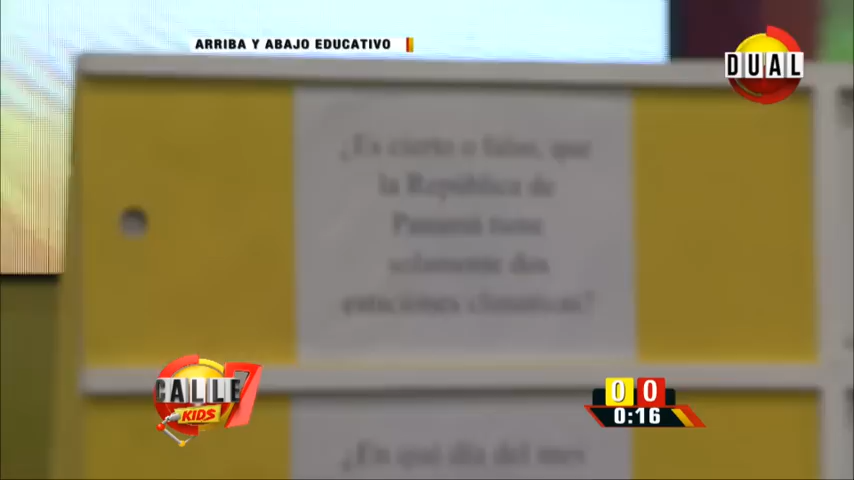 ARRIBA Y ABAJO EDUCATIVO
DUAL
¿Es cierto o falso, que
la República de
Panamá tiene
solamente dos
estaciones climáticas?
CALLE 7
KIDS
0 0
0:16
¿En qué día del mes